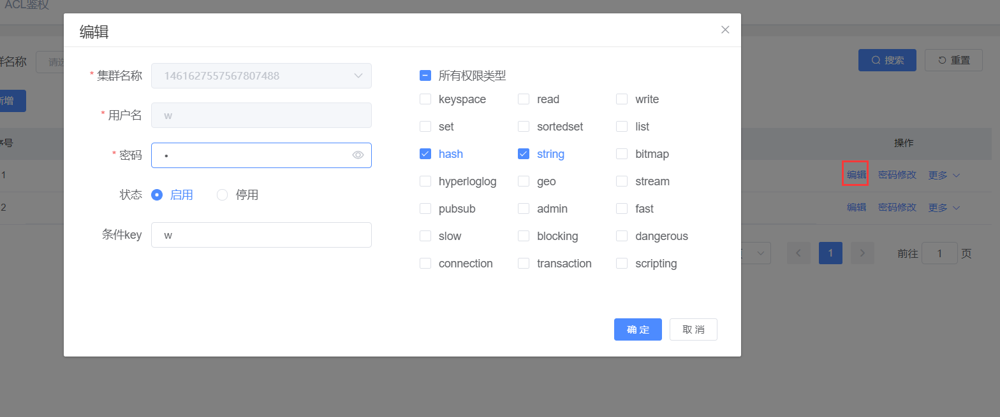 ACL鉴权
编辑
群名称 请选
搜索 重置
新增
* 集群名称 1461627557567807488
* 用户名 w
* 密码 •
状态 启用 停用
条件key w
所有权限类型
keyspace read write
set sortedset list
hash string bitmap
hyperloglog geo stream
pubsub admin fast
slow blocking dangerous
connection transaction scripting
确 定 取 消
序号 操作
1 编辑 密码修改 更多
2 编辑 密码修改 更多
1 前往 1 页